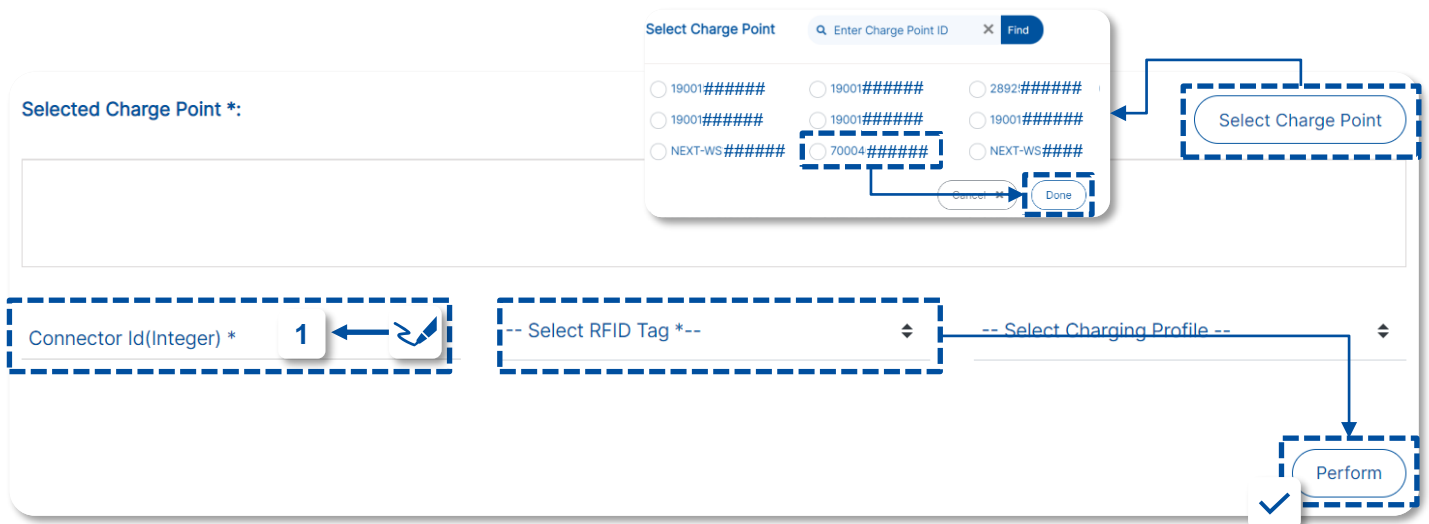 Select Charge Point
Enter Charge Point ID
Find
19001######
19001######
28925######
19001######
19001######
19001######
NEXT-WS######
70004######
NEXT-WS####
Cancel
Done
Selected Charge Point *:
Select Charge Point
Connector Id(Integer) *
1
-- Select RFID Tag *--
-- Select Charging Profile --
Perform